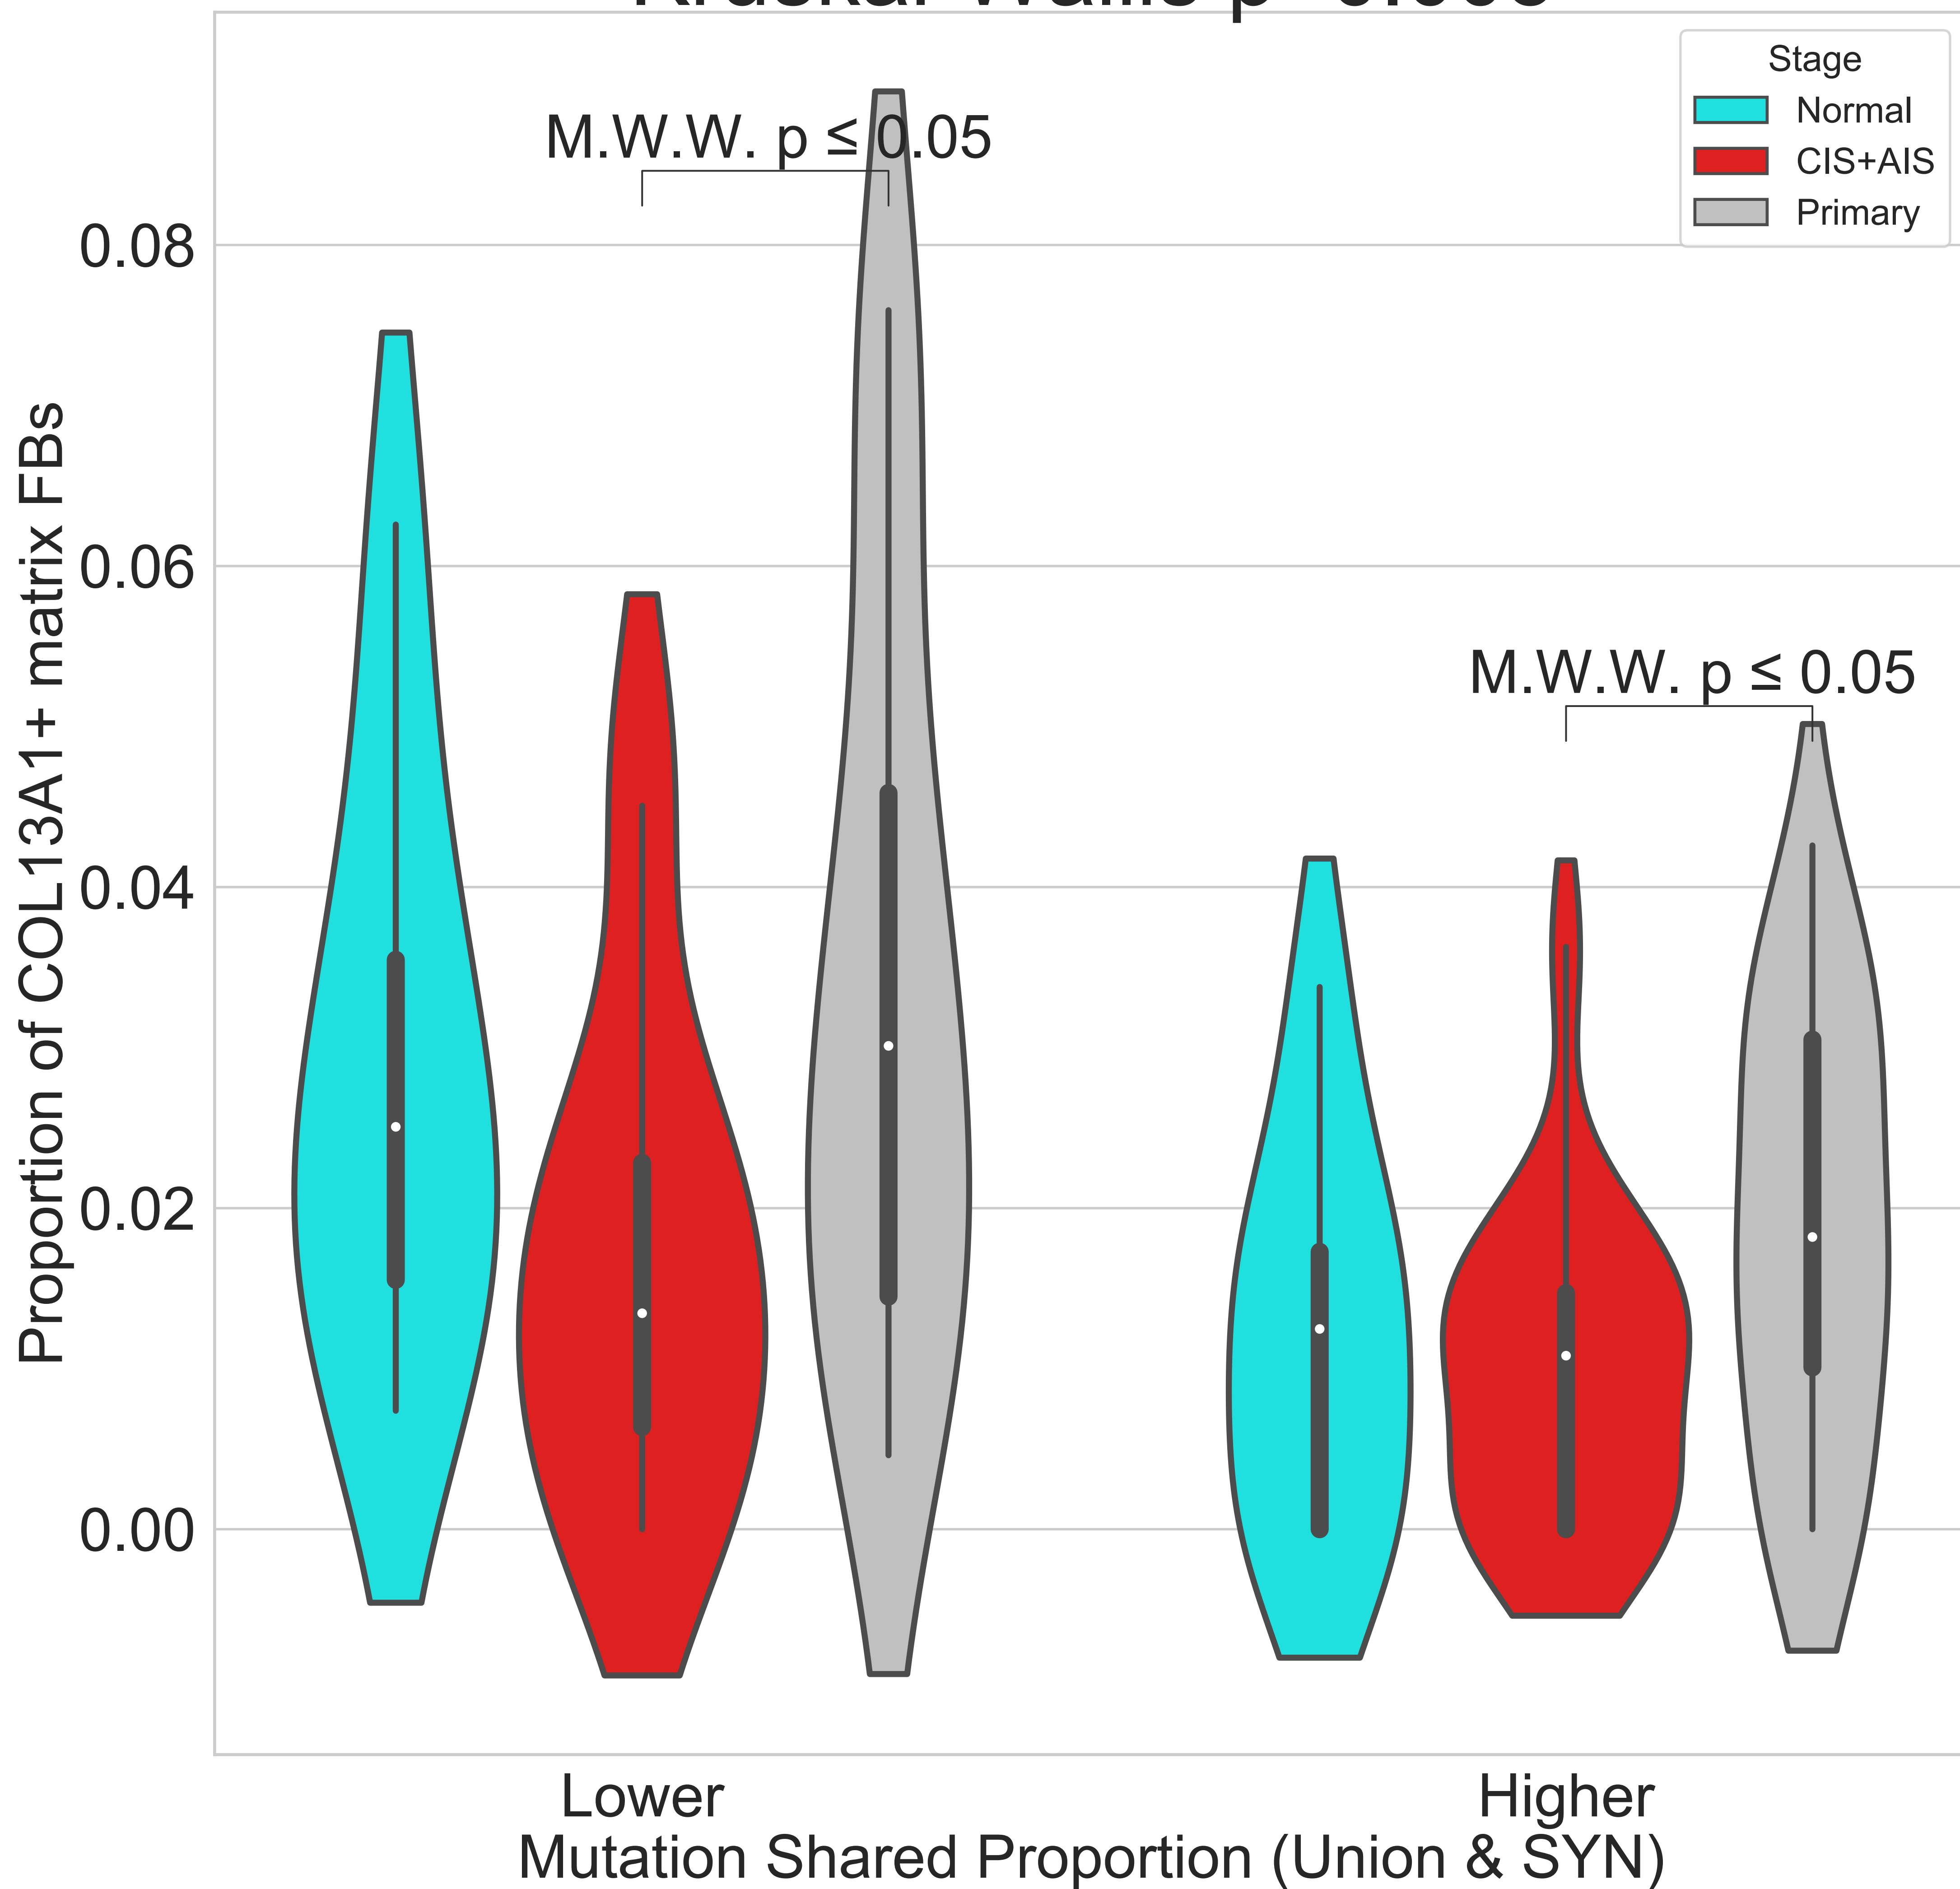 Stage
Normal
CIS+AIS
Primary
M.W.W. p ≤ 0.05
M.W.W. p ≤ 0.05
Proportion of COL13A1+ matrix FBs
0.08
0.06
0.04
0.02
0.00
Lower
Higher
Mutation Shared Proportion (Union & SYN)